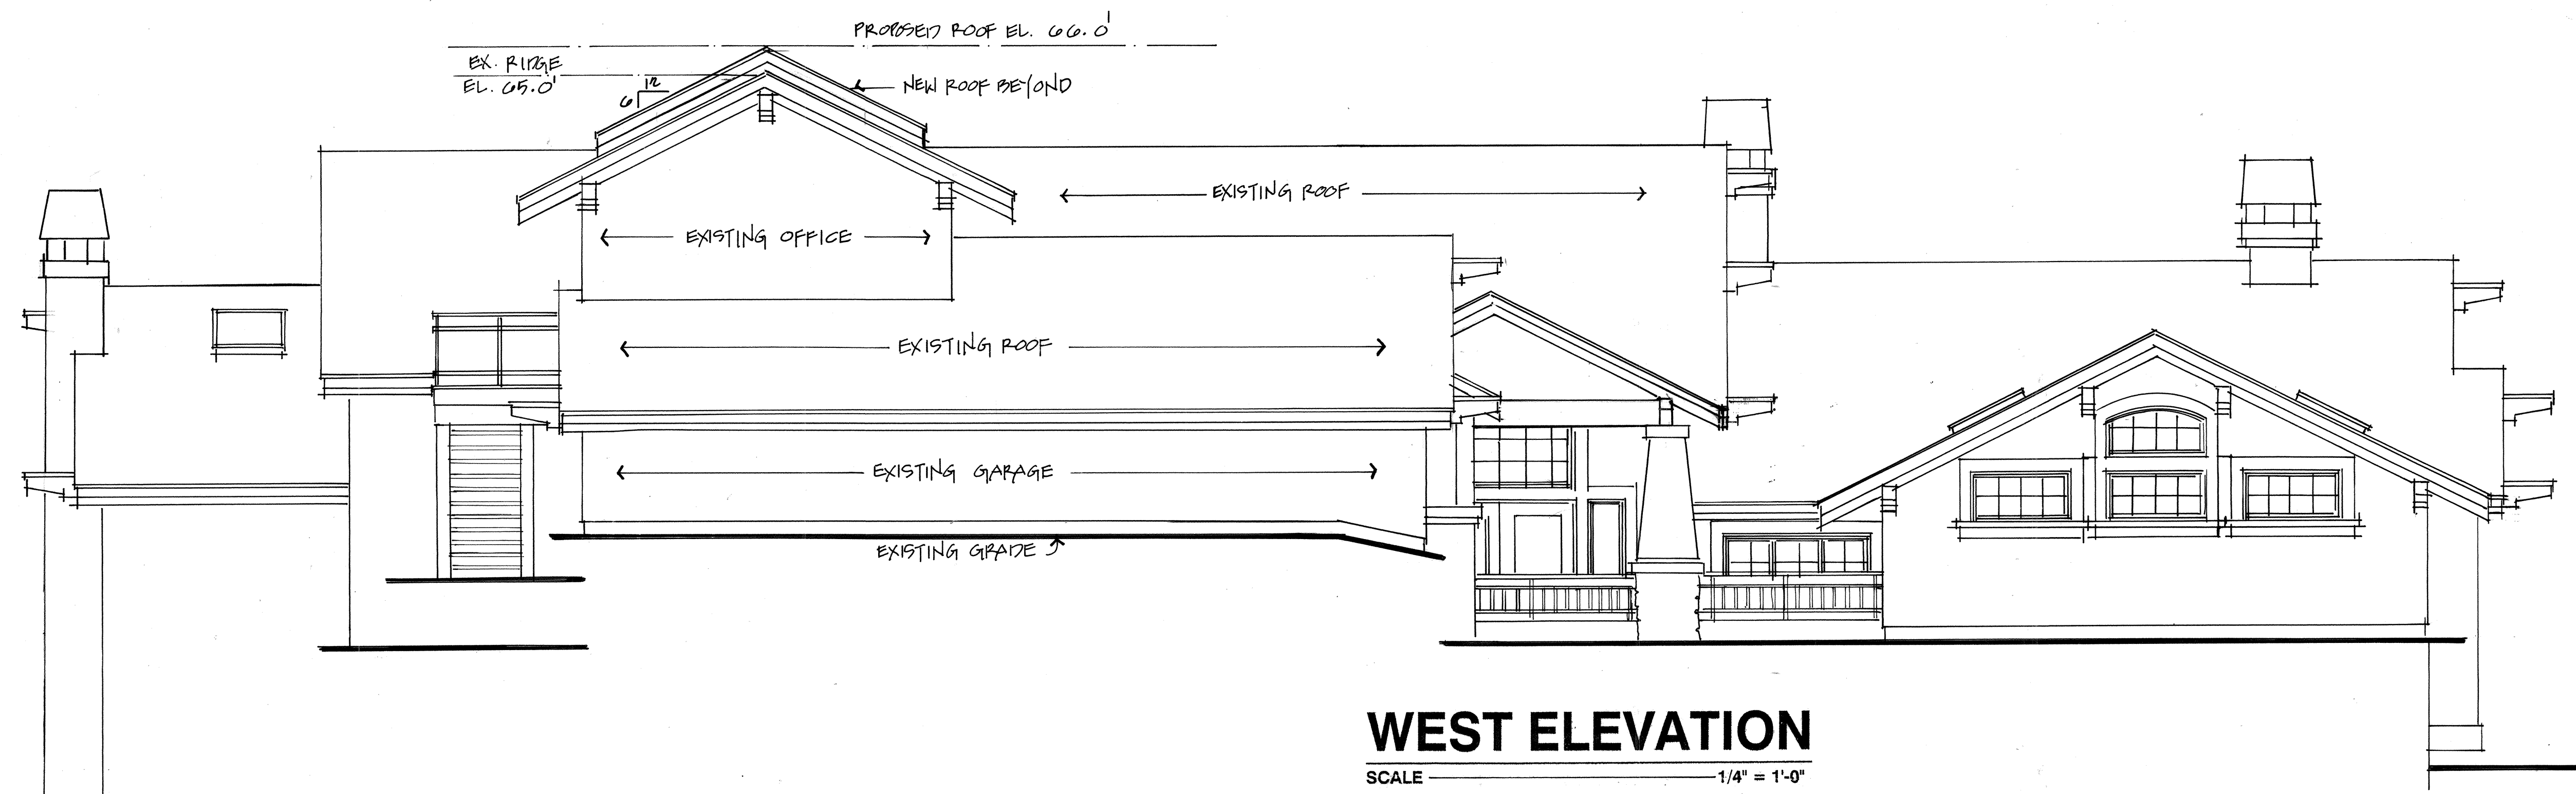 PROPOSED ROOF EL. 66.0'
EX. RIDGE
EL. 65.0'
12
6
NEW ROOF BEYOND
EXISTING ROOF
EXISTING OFFICE
EXISTING ROOF
EXISTING GARAGE
EXISTING GRADE
WEST ELEVATION
SCALE 1/4" = 1'-0"